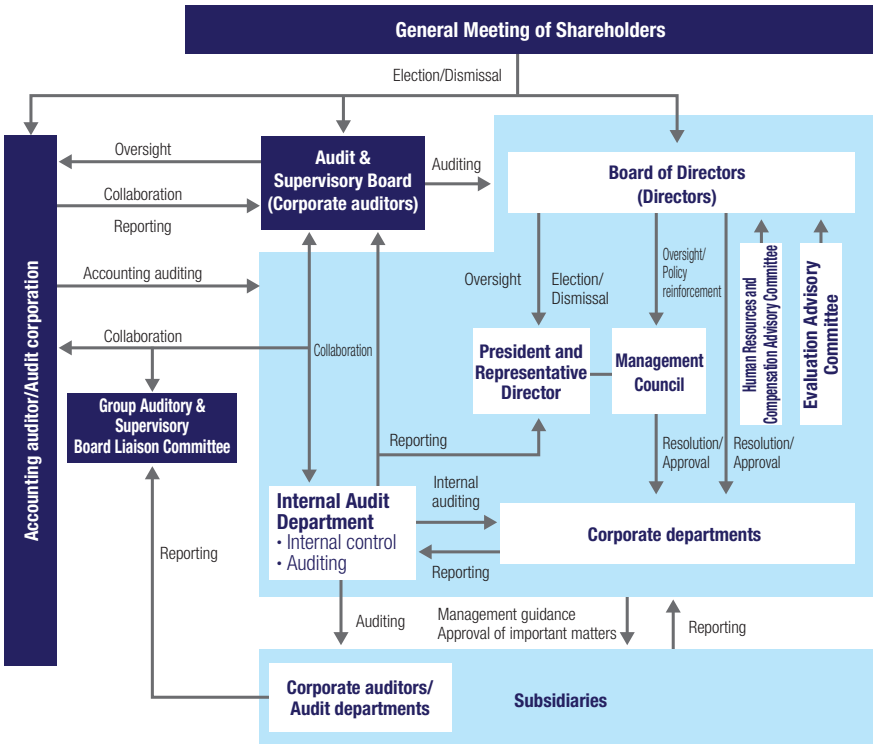 General Meeting of Shareholders
Election/Dismissal
Oversight
Collaboration
Reporting
Audit &
Supervisory Board
(Corporate auditors)
Auditing
Board of Directors
(Directors)
Accounting auditor/Audit corporation
Accounting auditing
Collaboration
Collaboration
Oversight
Election/
Dismissal
Oversight/
Policy
reinforcement
Human Resources and
Compensation Advisory Committee
Evaluation Advisory
Committee
President and
Representative
Director
Management
Council
Group Auditory &
Supervisory
Board Liaison Committee
Reporting
Resolution/
Approval
Resolution/
Approval
Internal Audit
Department
• Internal control
• Auditing
Internal
auditing
Reporting
Corporate departments
Reporting
Auditing
Management guidance
Approval of important matters
Reporting
Corporate auditors/
Audit departments
Subsidiaries